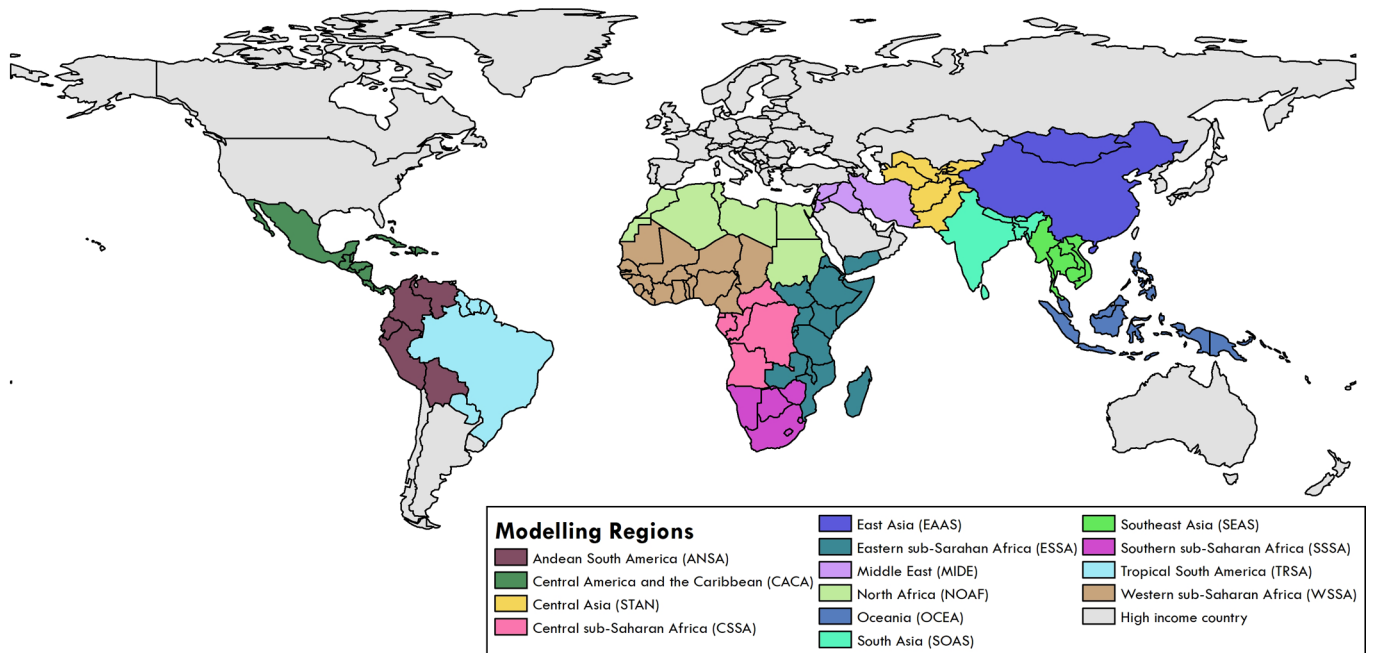 Modelling Regions
Andean South America (ANSA)
Central America and the Caribbean (CACA)
Central Asia (STAN)
Central sub-Saharan Africa (CSSA)
East Asia (EAAS)
Eastern sub-Sarahan Africa (ESSA)
Middle East (MIDE)
North Africa (NOAF)
Oceania (OCEA)
South Asia (SOAS)
Southeast Asia (SEAS)
Southern sub-Saharan Africa (SSSA)
Tropical South America (TRSA)
Western sub-Saharan Africa (WSSA)
High income country